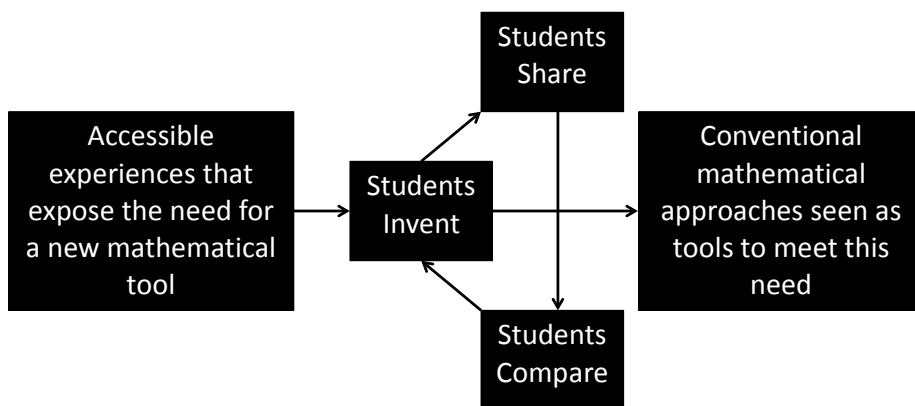 Students
Share
Accessible
experiences that
expose the need for
a new mathematical
tool
Students
Invent
Conventional
mathematical
approaches seen as
tools to meet this
need
Students
Compare